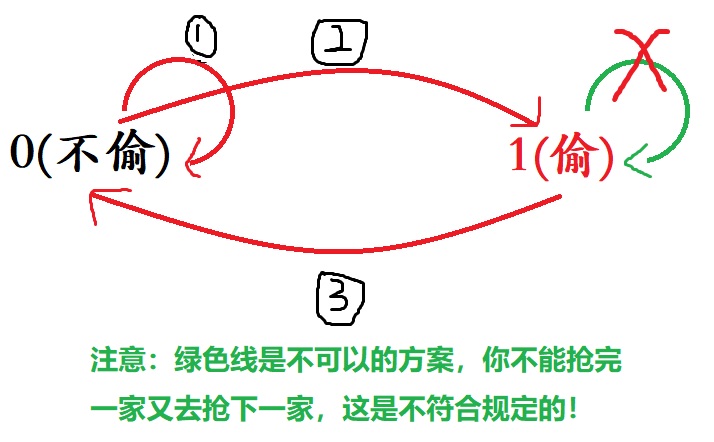 ① 2
0(不偷) 1(偷)
3
注意：绿色线是不可以的方案，你不能抢完
一家又去抢下一家，这是不符合规定的！